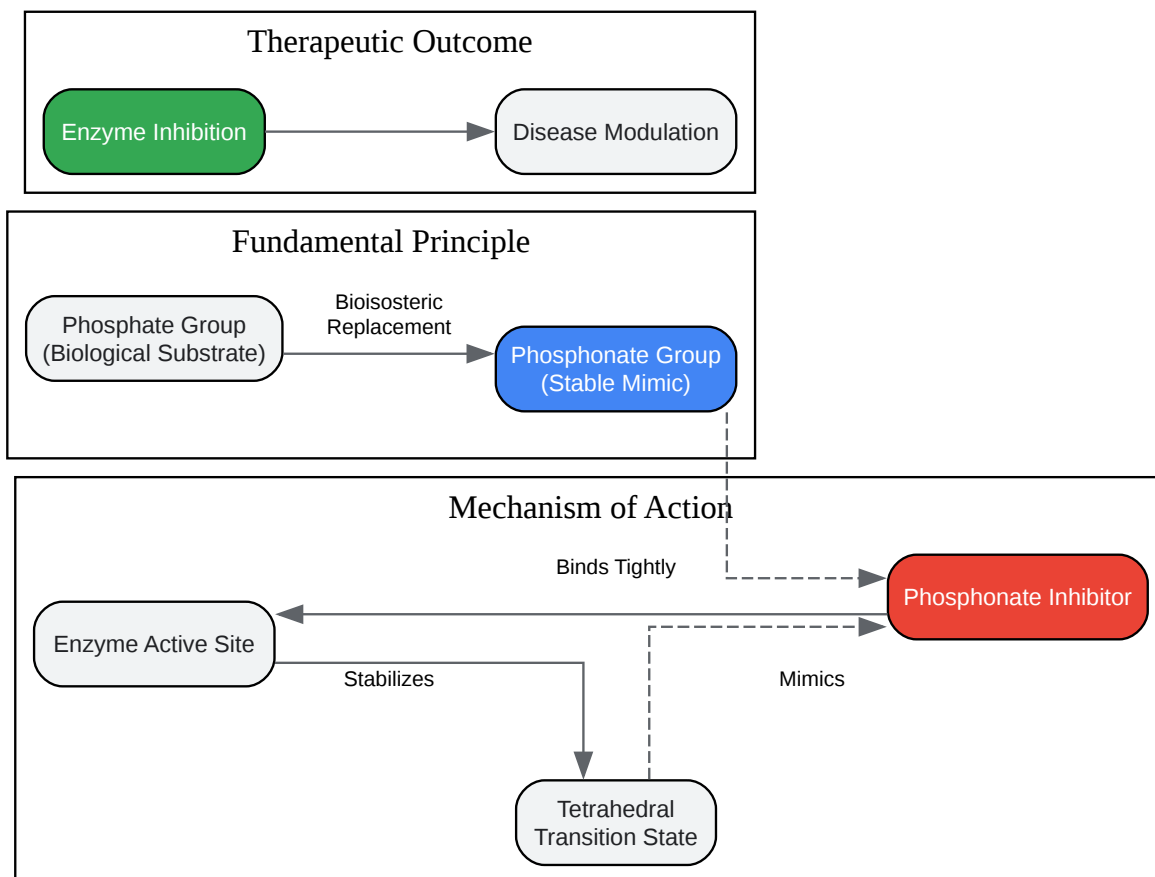 Therapeutic Outcome
Enzyme Inhibition
Disease Modulation
Fundamental Principle
Phosphate Group
(Biological Substrate)
Bioisosteric
Replacement
Phosphonate Group
(Stable Mimic)
Mechanism of Action
Binds Tightly
Phosphonate Inhibitor
Enzyme Active Site
Stabilizes
Mimics
Tetrahedral
Transition State